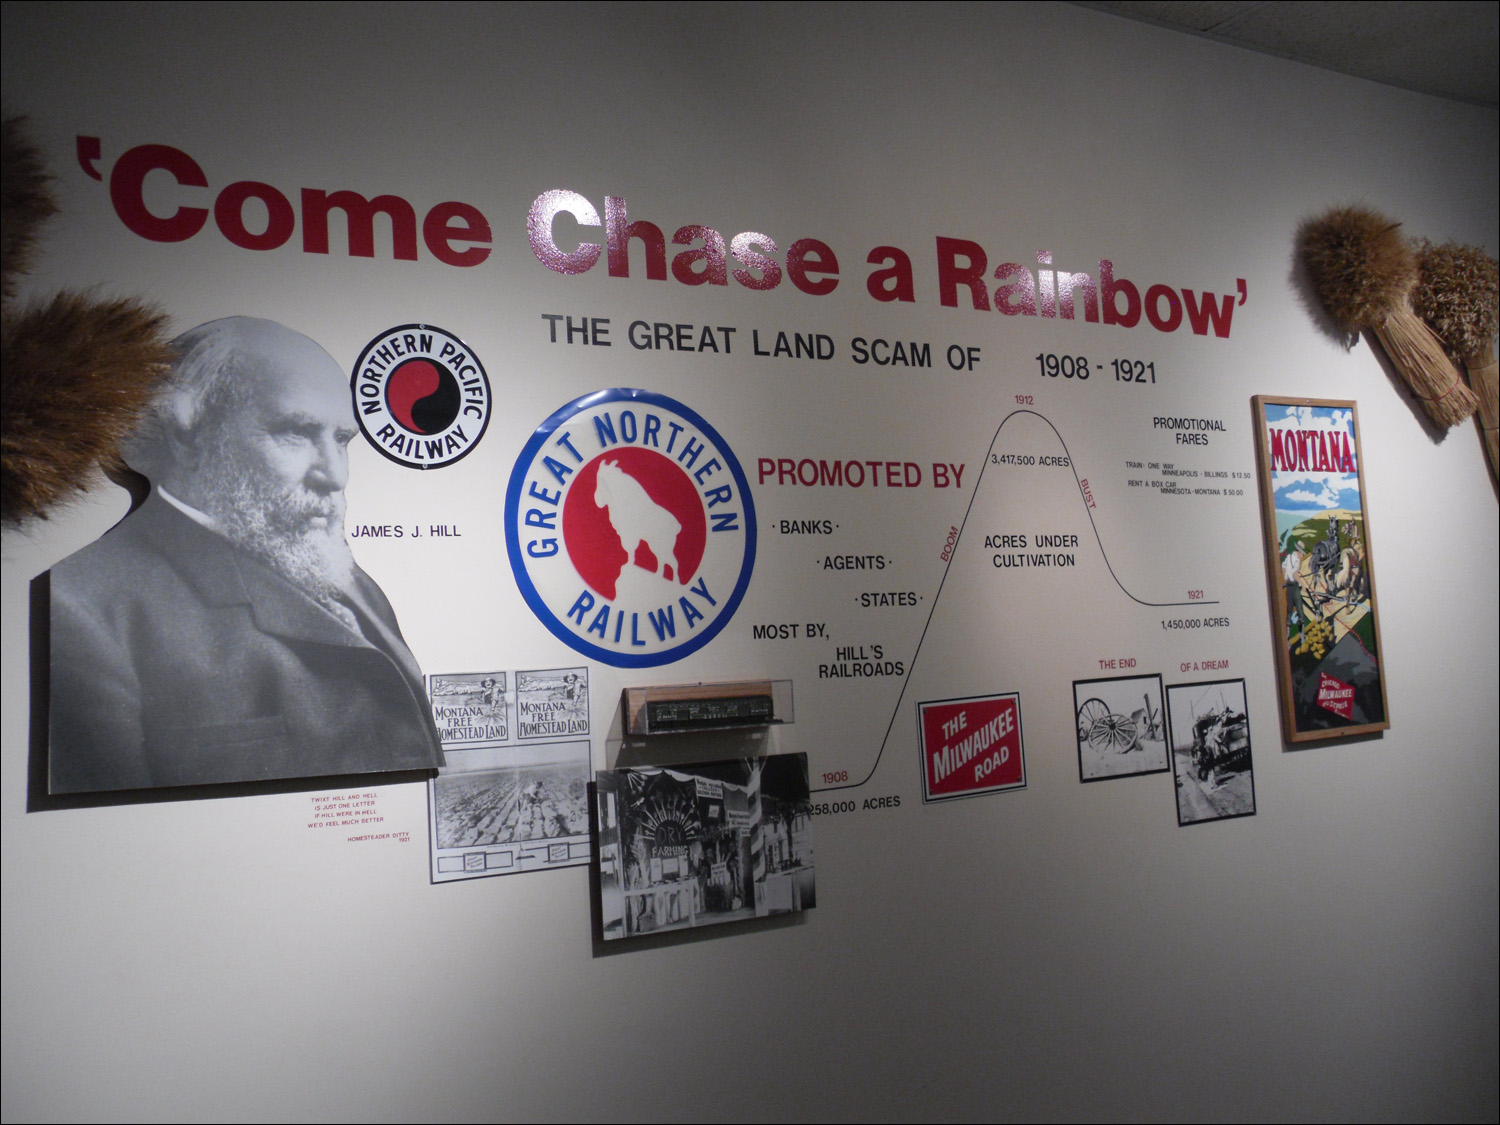 ‘Come Chase a Rainbow’
THE GREAT LAND SCAM OF 1908 - 1921
NORTHERN PACIFIC
RAILWAY
JAMES J. HILL
GREAT NORTHERN
RAILWAY
PROMOTED BY
· BANKS ·
· AGENTS ·
· STATES ·
MOST BY,
HILL'S
RAILROADS
1912
3,417,500 ACRES
BOOM
BUST
ACRES UNDER
CULTIVATION
1908
258,000 ACRES
1921
1,450,000 ACRES
PROMOTIONAL
FARES
TRAIN: ONE WAY
MINNEAPOLIS - BILLINGS $12.50
RENT A BOX CAR
MINNESOTA-MONTANA $50.00
MONTANA
CHICAGO
MILWAUKEE
THE
MILWAUKEE
ROAD
THE END
OF A DREAM
MONTANA
FREE
HOMESTEAD LAND
MONTANA
FREE
HOMESTEAD LAND
DRY
FARMING
TWIXT HILL AND HELL
IS JUST ONE LETTER
IF HILL WERE IN HELL
WE'D FEEL MUCH BETTER
HOMESTEADER DITTY
1921